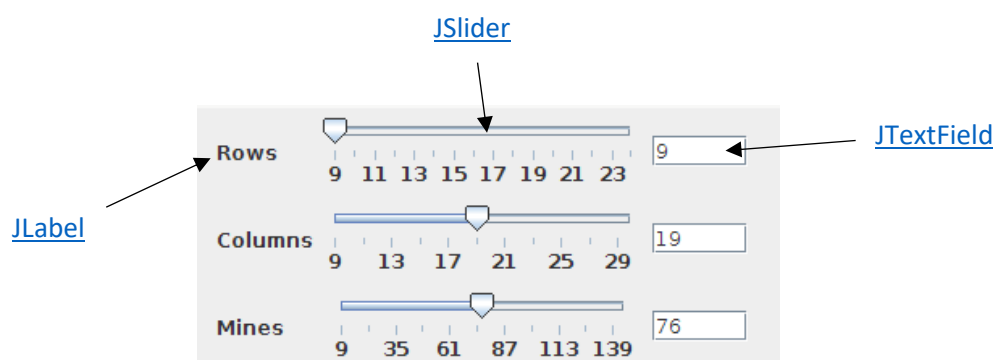 JSlider
Rows
9 11 13 15 17 19 21 23
9
JTextField
JLabel
Columns
9 13 17 21 25 29
19
Mines
9 35 61 87 113 139
76